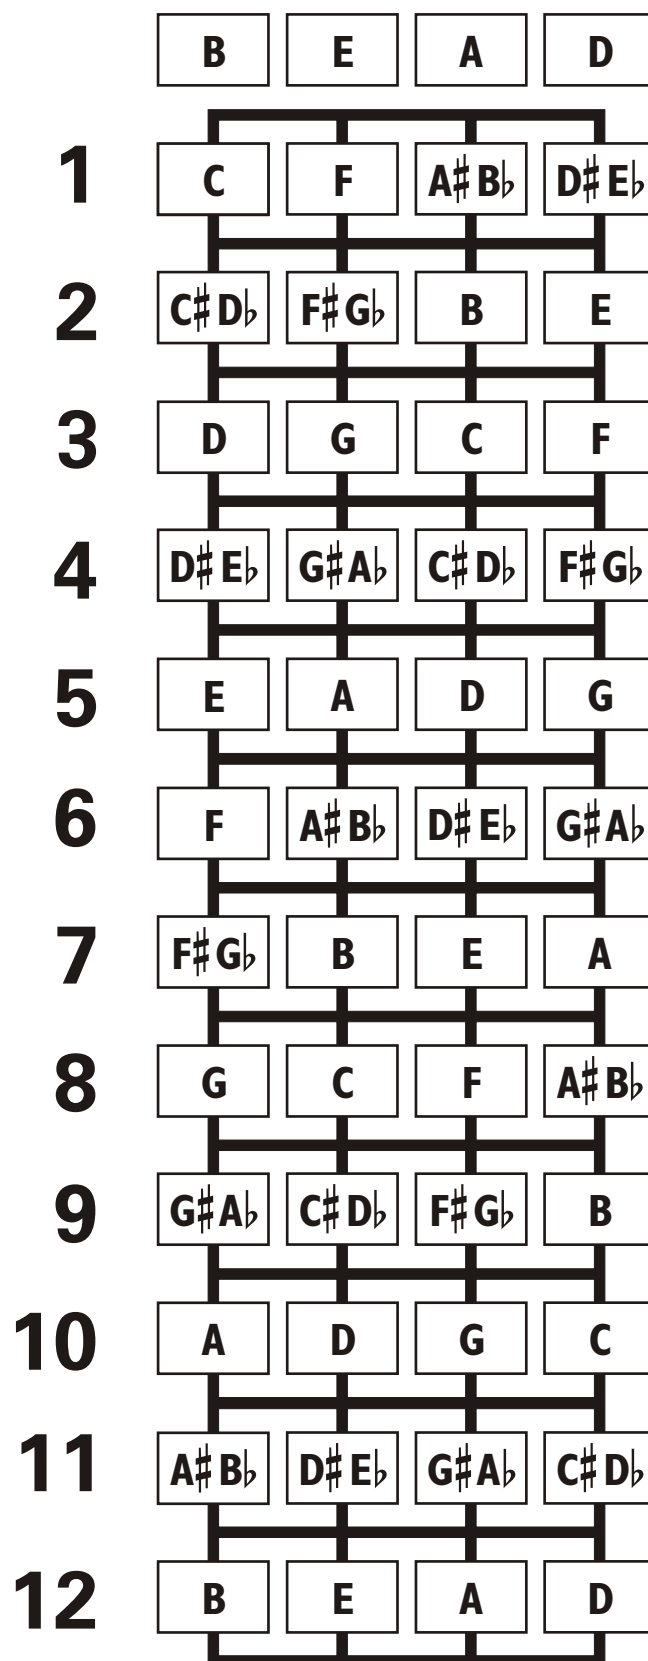 B E A D
1 C F A♯ B♭ D♯ E♭
2 C♯ D♭ F♯ G♭ B E
3 D G C F
4 D♯ E♭ G♯ A♭ C♯ D♭ F♯ G♭
5 E A D G
6 F A♯ B♭ D♯ E♭ G♯ A♭
7 F♯ G♭ B E A
8 G C F A♯ B♭
9 G♯ A♭ C♯ D♭ F♯ G♭ B
10 A D G C
11 A♯ B♭ D♯ E♭ G♯ A♭ C♯ D♭
12 B E A D